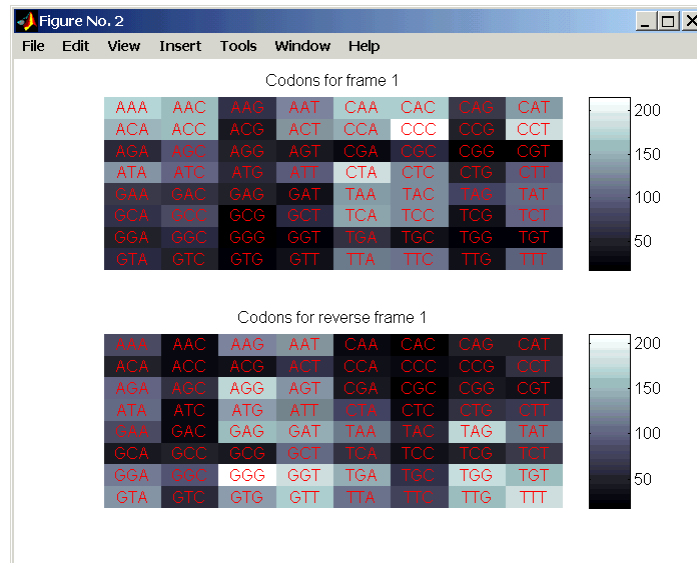 Figure No. 2
File Edit View Insert Tools Window Help
Codons for frame 1
AAA AAC AAG AAT CAA CAC CAG CAT
ACA ACC ACG ACT CCA CCC CCG CCT
AGA AGC AGG AGT CGA CGC CGG CGT
ATA ATC ATG ATT CTA CTC CTG CTT
GAA GAC GAG GAT TAA TAC TAG TAT
GCA GCC GCG GCT TCA TCC TCG TCT
GGA GGC GGG GGT TGA TGC TGG TGT
GTA GTC GTG GTT TTA TTC TTG TTT
200
150
100
50
Codons for reverse frame 1
AAA AAC AAG AAT CAA CAC CAG CAT
ACA ACC ACG ACT CCA CCC CCG CCT
AGA AGC AGG AGT CGA CGC CGG CGT
ATA ATC ATG ATT CTA CTC CTG CTT
GAA GAC GAG GAT TAA TAC TAG TAT
GCA GCC GCG GCT TCA TCC TCG TCT
GGA GGC GGG GGT TGA TGC TGG TGT
GTA GTC GTG GTT TTA TTC TTG TTT
200
150
100
50